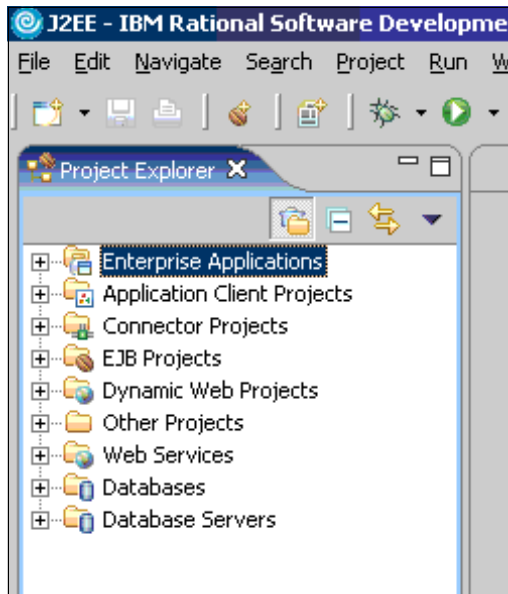 J2EE - IBM Rational Software Developme
File Edit Navigate Search Project Run W
Project Explorer
Enterprise Applications
Application Client Projects
Connector Projects
EJB Projects
Dynamic Web Projects
Other Projects
Web Services
Databases
Database Servers